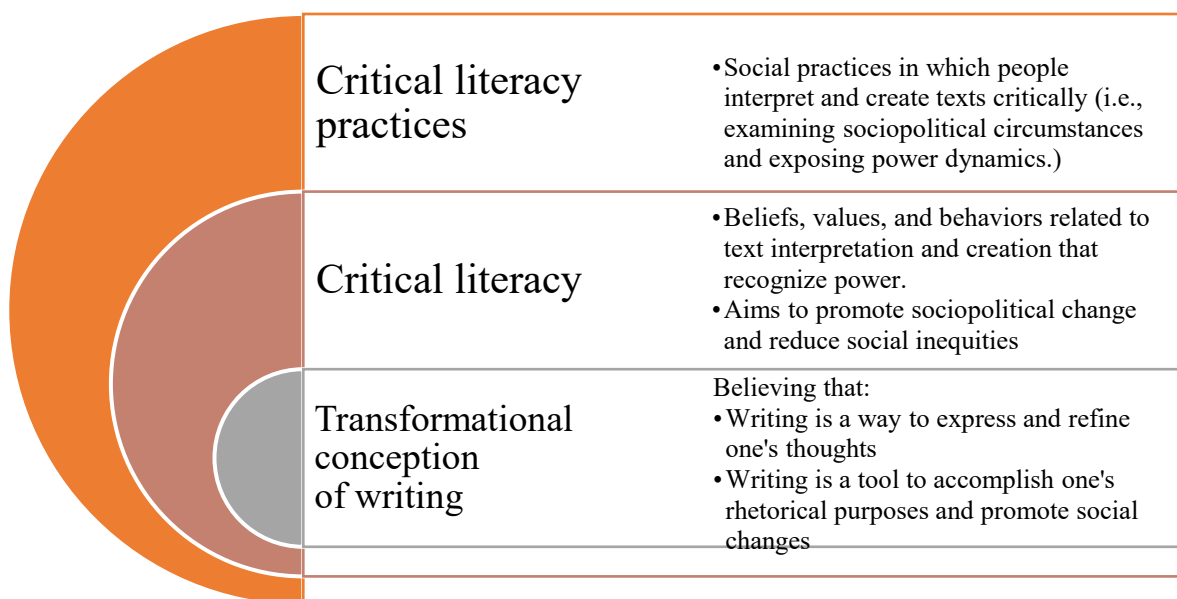 Critical literacy
practices
•Social practices in which people
interpret and create texts critically (i.e.,
examining sociopolitical circumstances
and exposing power dynamics.)
Critical literacy
•Beliefs, values, and behaviors related to
text interpretation and creation that
recognize power.
•Aims to promote sociopolitical change
and reduce social inequities
Transformational
conception
of writing
Believing that:
•Writing is a way to express and refine
one's thoughts
•Writing is a tool to accomplish one's
rhetorical purposes and promote social
changes